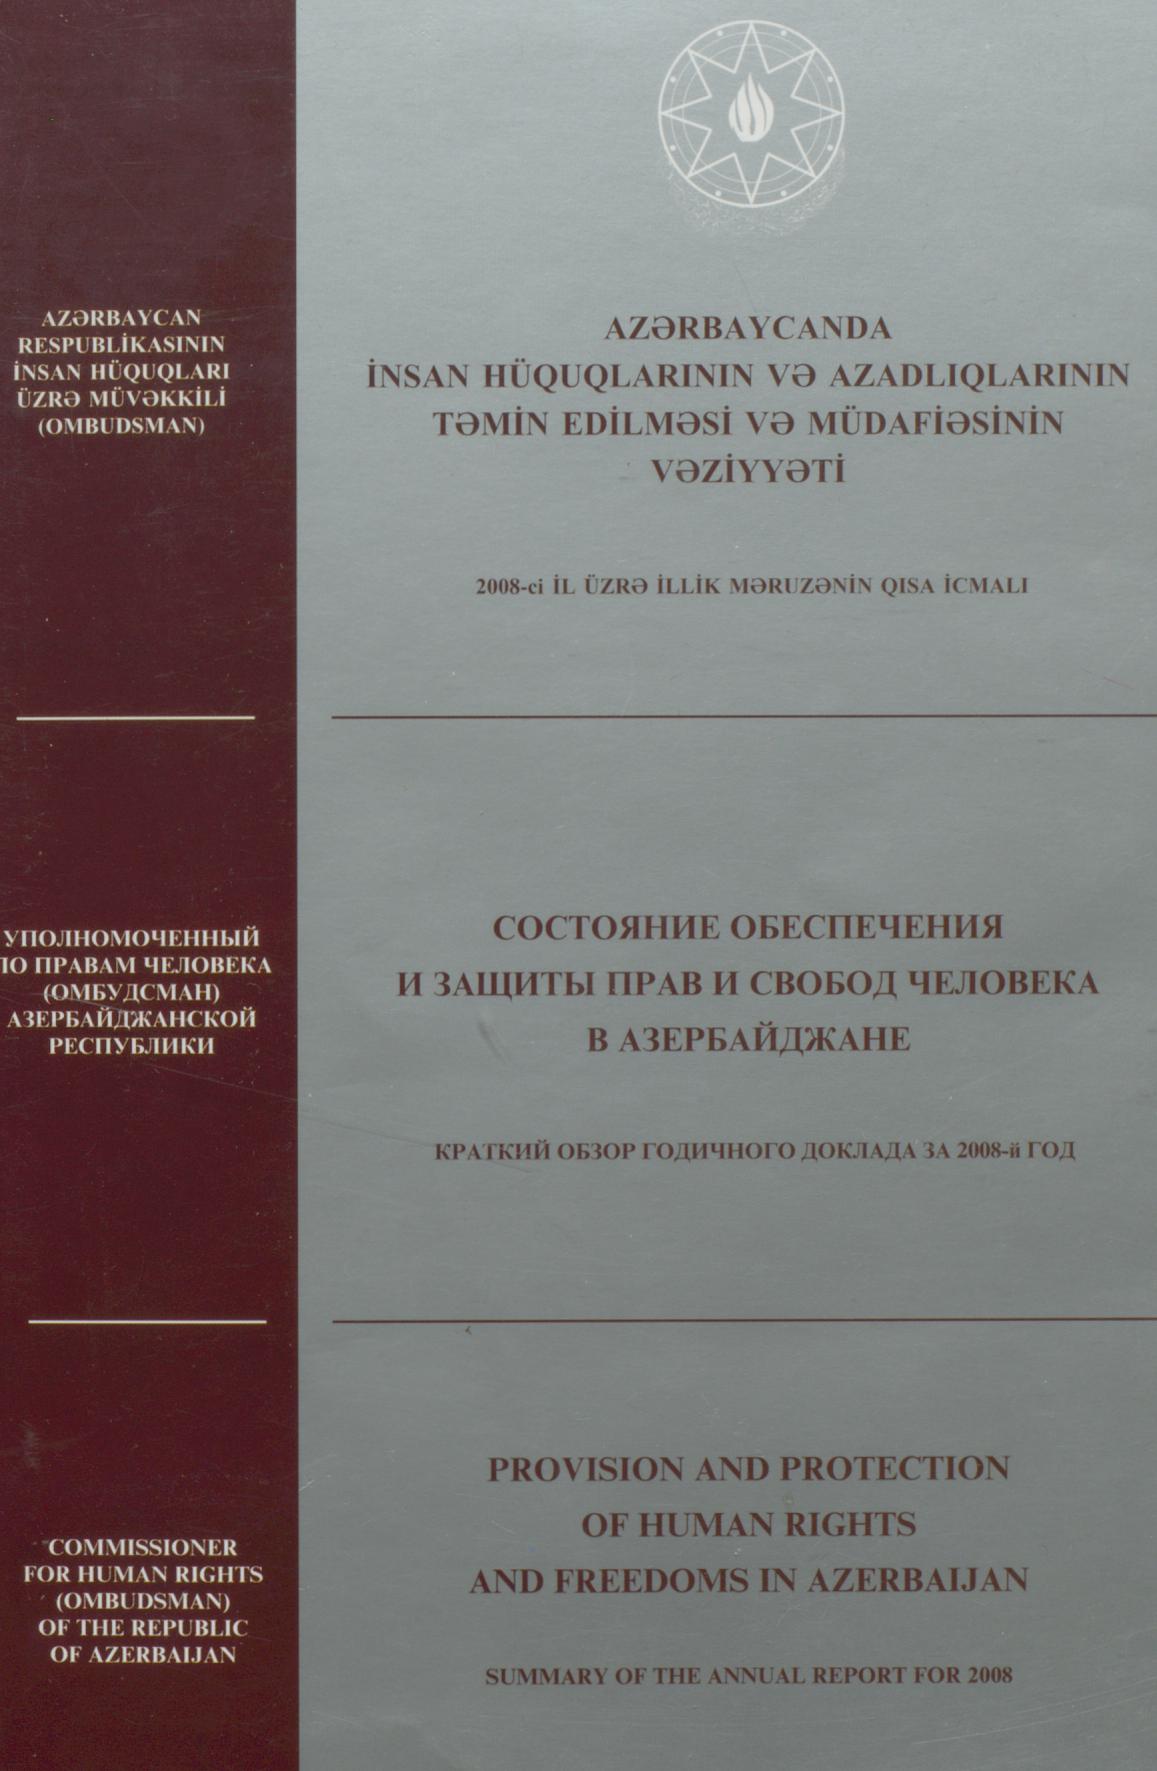 AZƏRBAYCAN
RESPUBLİKASININ
İNSAN HÜQUQLARI
ÜZRƏ MÜVƏKKİLİ
(OMBUDSMAN)
AZƏRBAYCANDA
İNSAN HÜQUQLARININ VƏ AZADLIQLARININ
TƏMİN EDİLMƏSİ VƏ MÜDAFİƏSİNİN
VƏZİYYƏTİ
2008-ci İL ÜZRƏ İLLİK MƏRUZƏNİN QISA İCMALI
УПОЛНОМОЧЕННЫЙ
ПО ПРАВАМ ЧЕЛОВЕКА
(ОМБУДСМАН)
АЗЕРБАЙДЖАНСКОЙ
РЕСПУБЛИКИ
СОСТОЯНИЕ ОБЕСПЕЧЕНИЯ
И ЗАЩИТЫ ПРАВ И СВОБОД ЧЕЛОВЕКА
В АЗЕРБАЙДЖАНЕ
КРАТКИЙ ОБЗОР ГОДИЧНОГО ДОКЛАДА ЗА 2008-й ГОД
COMMISSIONER
FOR HUMAN RIGHTS
(OMBUDSMAN)
OF THE REPUBLIC
OF AZERBAIJAN
PROVISION AND PROTECTION
OF HUMAN RIGHTS
AND FREEDOMS IN AZERBAIJAN
SUMMARY OF THE ANNUAL REPORT FOR 2008